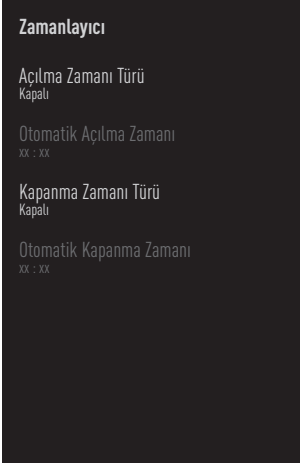 Zamanlayıcı
Açılma Zamanı Türü
Kapalı
Otomatik Açılma Zamanı
xx : xx
Kapanma Zamanı Türü
Kapalı
Otomatik Kapanma Zamanı
xx : xx